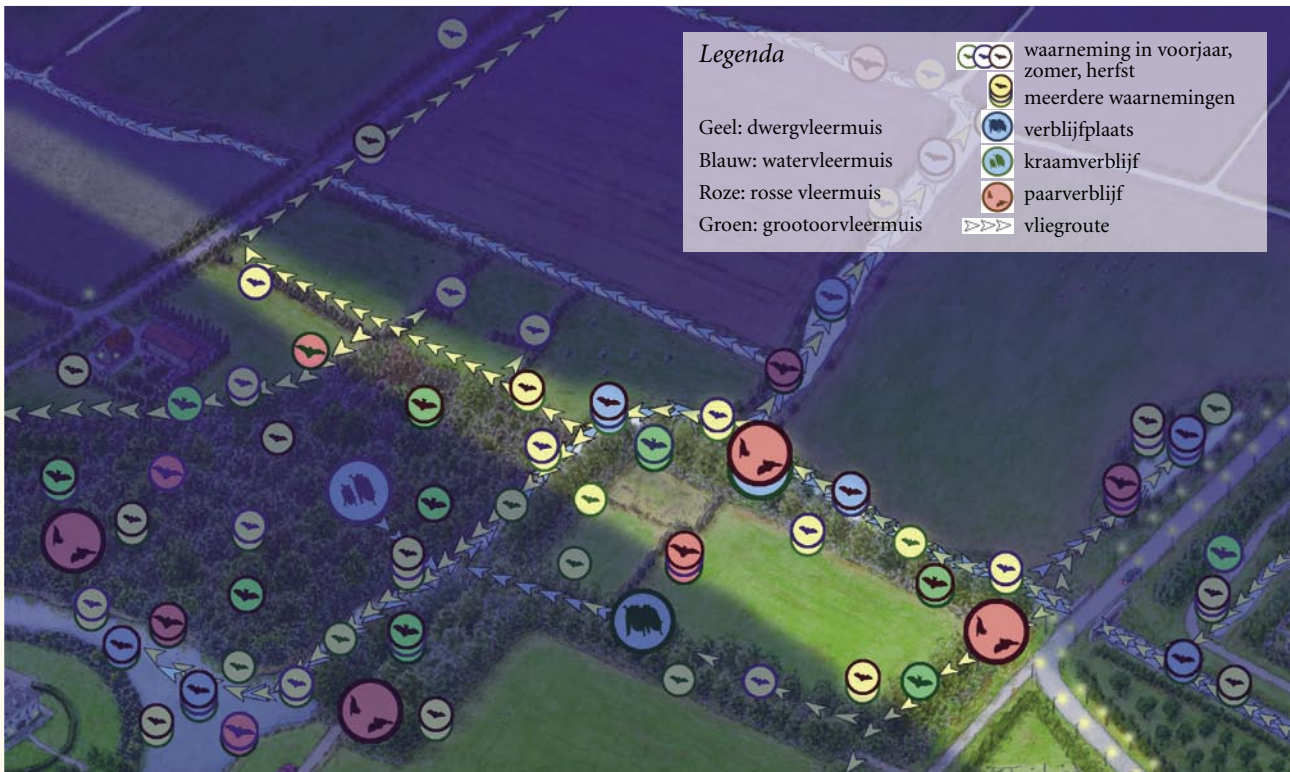 Legenda
waarneming in voorjaar,
zomer, herfst
meerdere waarnemingen
Geel: dwergvleermuis
verblijfplaats
Blauw: watervleermuis
kraamverblijf
Roze: rosse vleermuis
paarverblijf
Groen: grootoorvleermuis
vliegroute